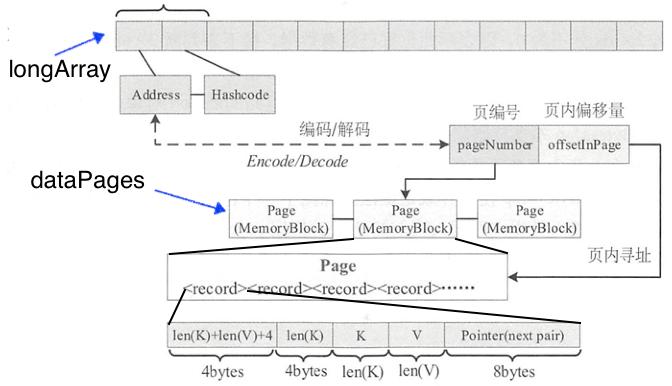 longArray
Address
Hashcode
编码/解码
Encode/Decode
页编号
页内偏移量
pageNumber
offsetInPage
dataPages
Page
(MemoryBlock)
Page
(MemoryBlock)
Page
(MemoryBlock)
页内寻址
Page
<record><record><record><record>······
len(K)+len(V)+4
len(K)
K
V
Pointer(next pair)
4bytes
4bytes
len(K)
len(V)
8bytes